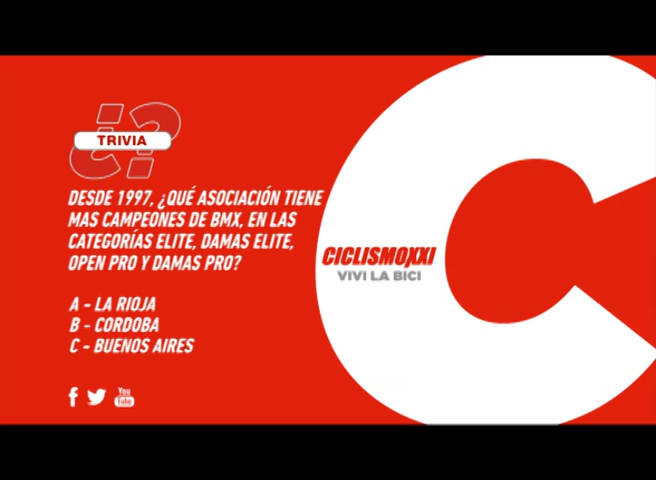 ¿?
TRIVIA
DESDE 1997, ¿QUÉ ASOCIACIÓN TIENE
MAS CAMPEONES DE BMX, EN LAS
CATEGORÍAS ELITE, DAMAS ELITE,
OPEN PRO Y DAMAS PRO?
A - LA RIOJA
B - CORDOBA
C - BUENOS AIRES
CICLISMOXXI
VIVI LA BICI
You
Tube